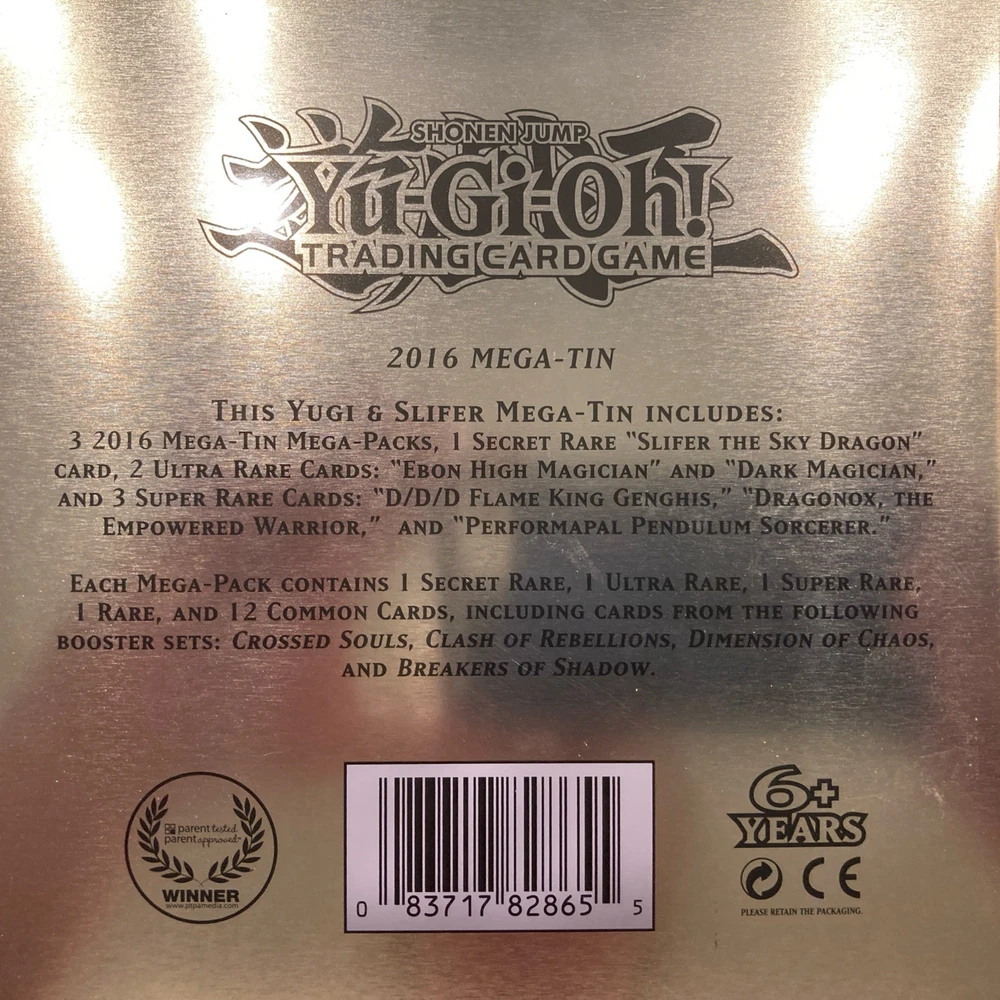 SHONEN JUMP
Yu-Gi-Oh!
TRADING CARD GAME
2016 MEGA-TIN
THIS YUGI & SLIFER MEGA-TIN INCLUDES:
3 2016 MEGA-TIN MEGA-PACKS, 1 SECRET RARE "SLIFER THE SKY DRAGON"
CARD, 2 ULTRA RARE CARDS: "EBON HIGH MAGICIAN" AND "DARK MAGICIAN,"
AND 3 SUPER RARE CARDS: "D/D/D FLAME KING GENGHIS," "DRAGONOX, THE
EMPOWERED WARRIOR," AND "PERFORMAPAL PENDULUM SORCERER."
EACH MEGA-PACK CONTAINS 1 SECRET RARE, 1 ULTRA RARE, 1 SUPER RARE,
1 RARE, AND 12 COMMON CARDS, INCLUDING CARDS FROM THE FOLLOWING
BOOSTER SETS: CROSSED SOULS, CLASH OF REBELLIONS, DIMENSION OF CHAOS,
AND BREAKERS OF SHADOW.
parent tested
parent approved™
WINNER
www.ptpamedia.com
0 83717 82865 5
6+
YEARS
CE
PLEASE RETAIN THE PACKAGING.